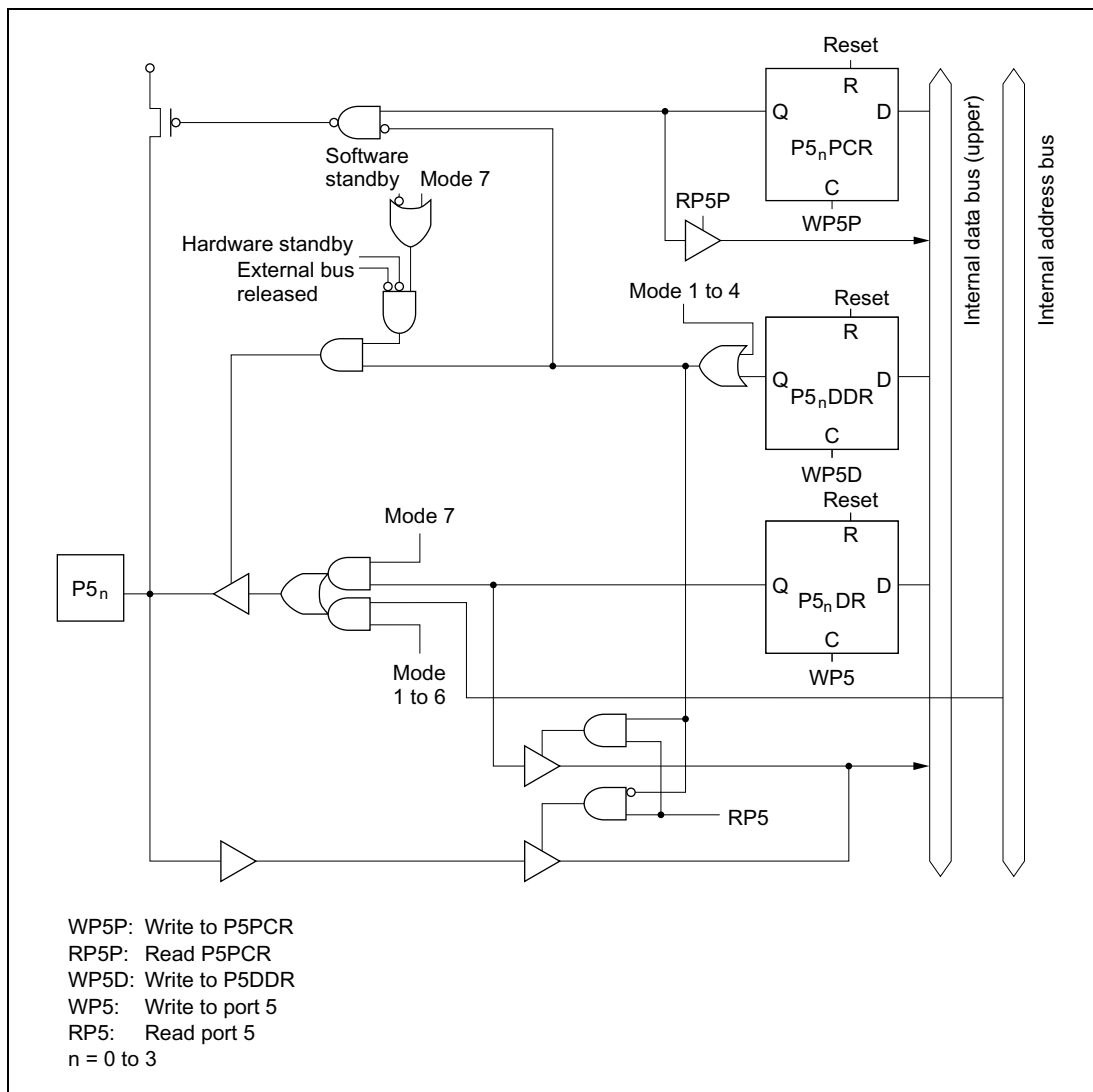 Reset
R
Q
D
P5nPCR
C
WP5P
RP5P
Software
standby
Mode 7
Hardware standby
External bus
released
Mode 1 to 4
Reset
R
Q
D
P5nDDR
C
WP5D
Reset
R
Q
D
P5nDR
C
WP5
Mode 7
P5n
Mode
1 to 6
RP5
Internal data bus (upper)
Internal address bus
WP5P: Write to P5PCR
RP5P: Read P5PCR
WP5D: Write to P5DDR
WP5: Write to port 5
RP5: Read port 5
n = 0 to 3